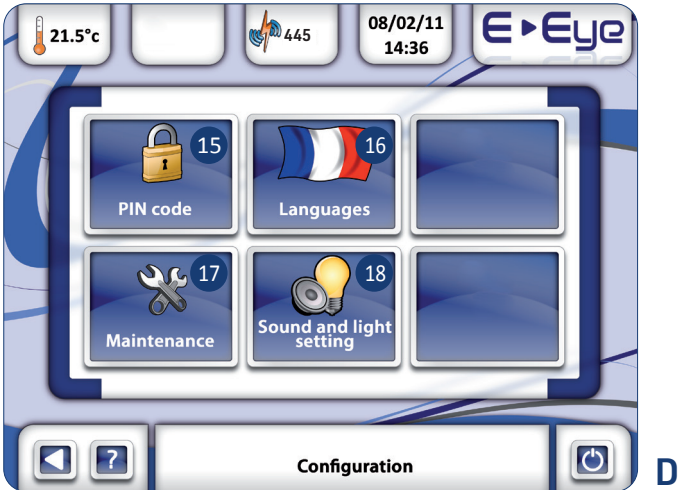 21.5°c
445
08/02/11
14:36
E Eye
15
16
PIN code
Languages
17
18
Maintenance
Sound and light
setting
?
Configuration
D